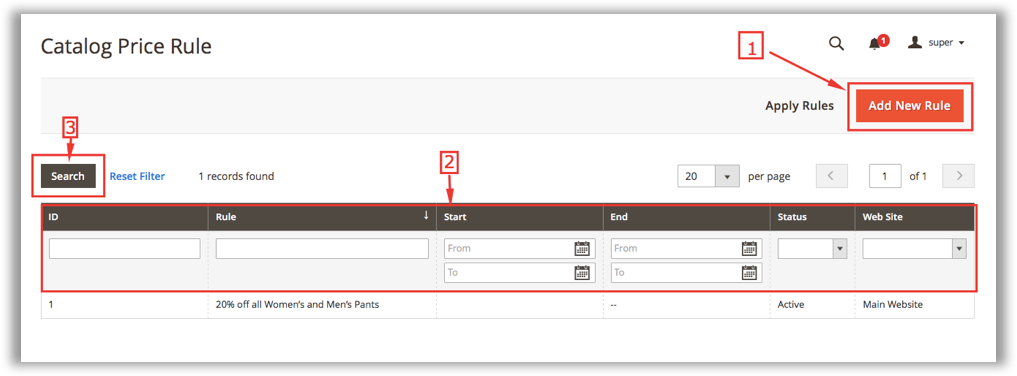 Catalog Price Rule
1
super
1
Apply Rules
Add New Rule
3
Search
Reset Filter
1 records found
2
20
per page
1
of 1
ID
Rule
↓
Start
End
Status
Web Site
From
From
To
To
1
20% off all Women’s and Men’s Pants
--
Active
Main Website